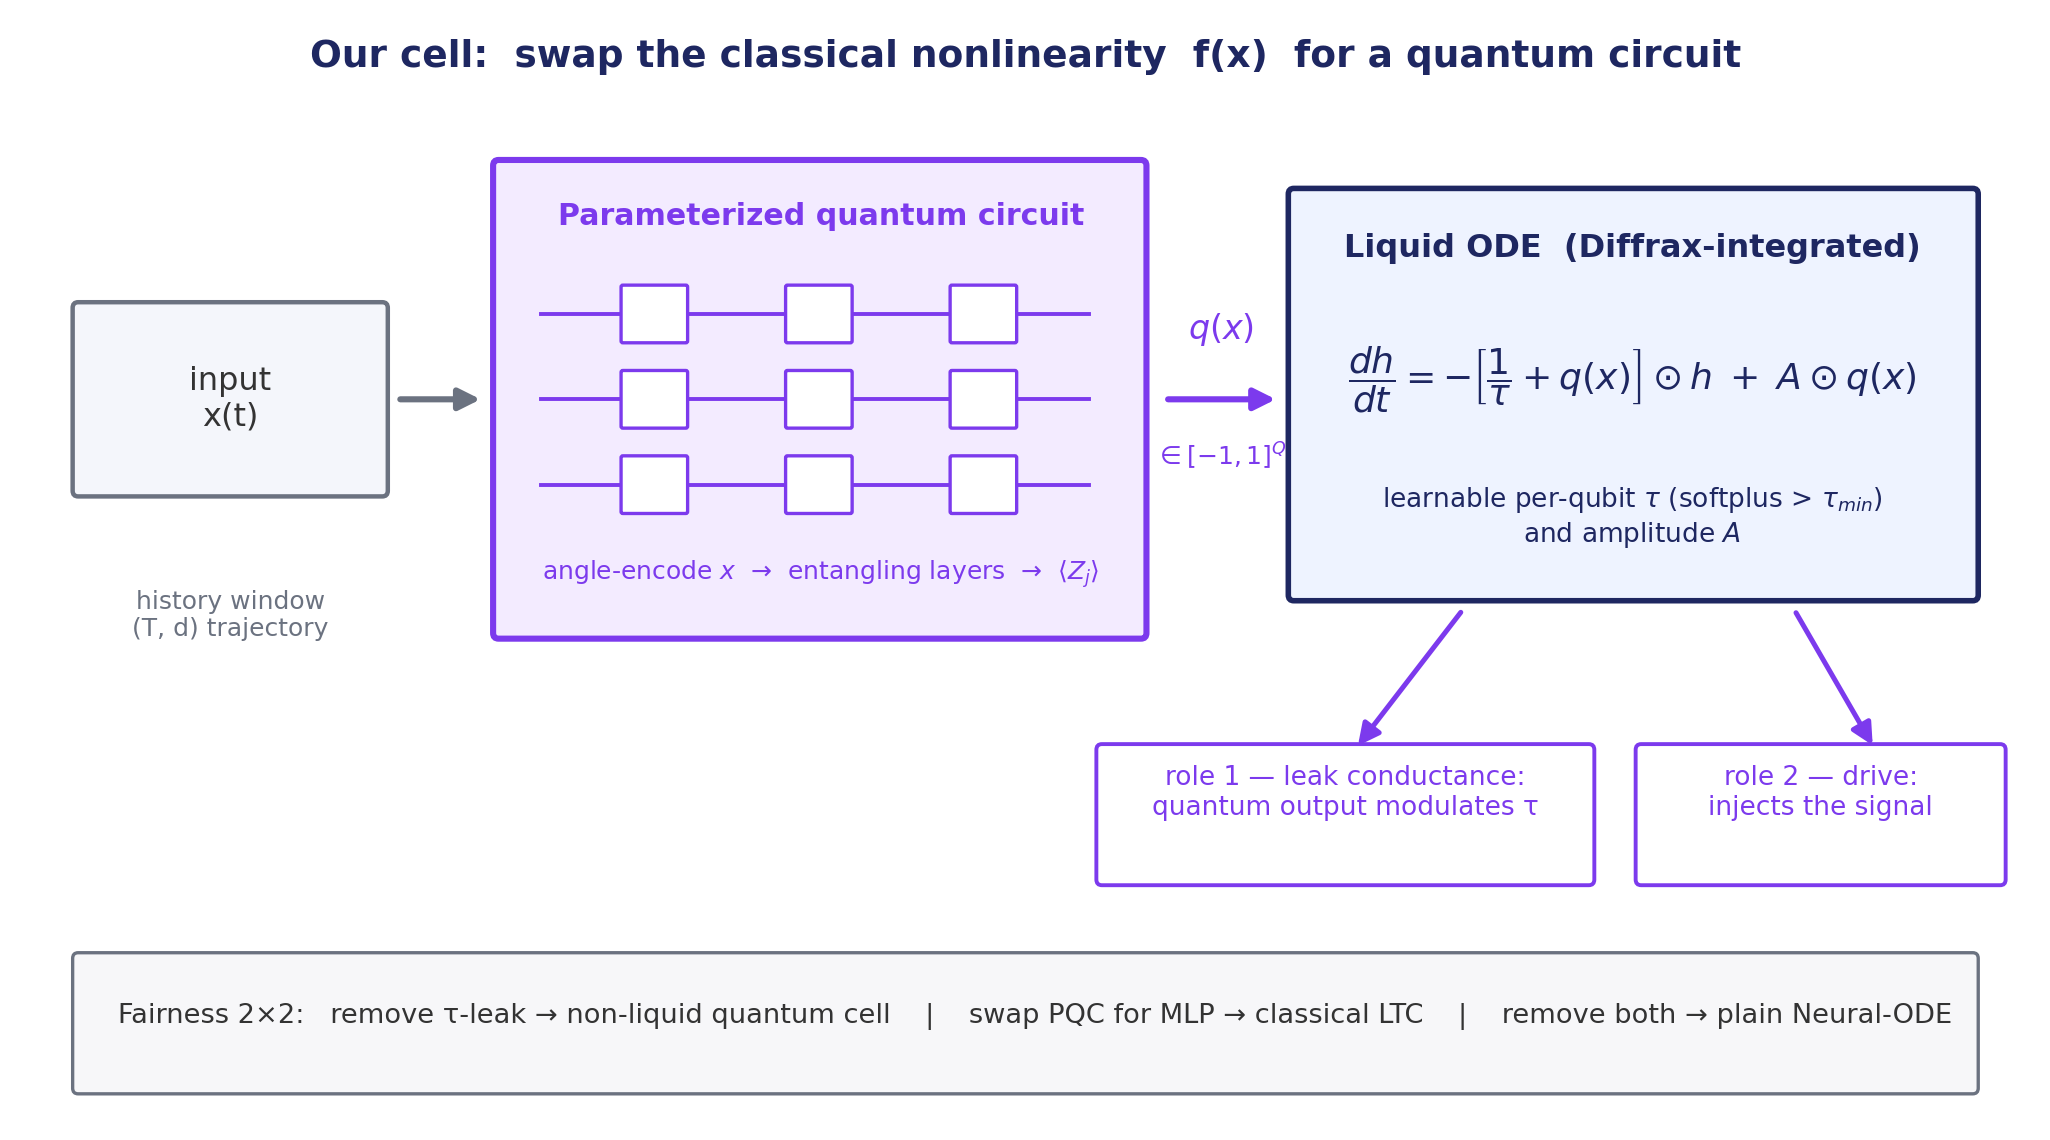 Our cell:  swap the classical nonlinearity  f(x)  for a quantum circuit
input
x(t)
history window
(T, d) trajectory
Parameterized quantum circuit
angle-encode x → entangling layers → ⟨Z_j⟩
q(x)
∈ [−1, 1]^Q
Liquid ODE  (Diffrax-integrated)
dh/dt = −[1/τ + q(x)] ⊙ h + A ⊙ q(x)
learnable per-qubit τ (softplus > τ_min)
and amplitude A
role 1 — leak conductance:
quantum output modulates τ
role 2 — drive:
injects the signal
Fairness 2×2:   remove τ-leak → non-liquid quantum cell    |    swap PQC for MLP → classical LTC    |    remove both → plain Neural-ODE